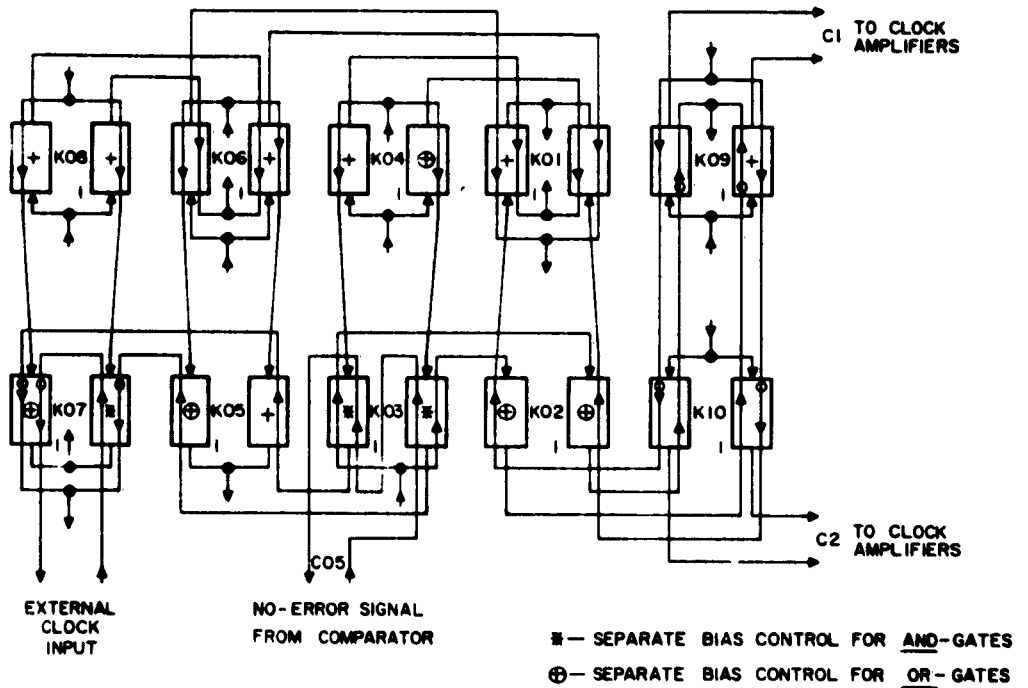 C1 TO CLOCK
AMPLIFIERS
+ K08 +
K06 + 1
+ K04 ⊕ 1
+ K01 1
K09 + 1
⊕ K07 ※ 1
⊕ K05 + 1
※ K03 ※ 1
⊕ K02 ⊕ 1
K10 1
C2 TO CLOCK
AMPLIFIERS
C05
EXTERNAL
CLOCK
INPUT
NO-ERROR SIGNAL
FROM COMPARATOR
※ — SEPARATE BIAS CONTROL FOR AND-GATES
⊕ — SEPARATE BIAS CONTROL FOR OR-GATES